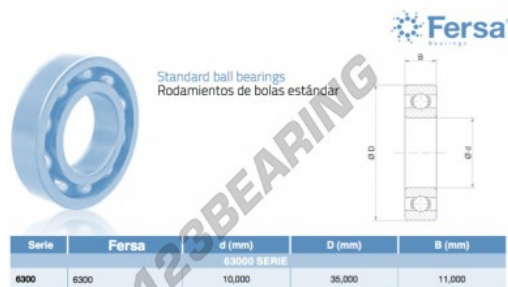 Fersa
Bearings
Standard ball bearings
Rodamientos de bolas estándar
B
Ø D
Ø d
123BEARING
Serie Fersa d (mm) D (mm) B (mm)
63000 SERIE
6300 6300 10,000 35,000 11,000